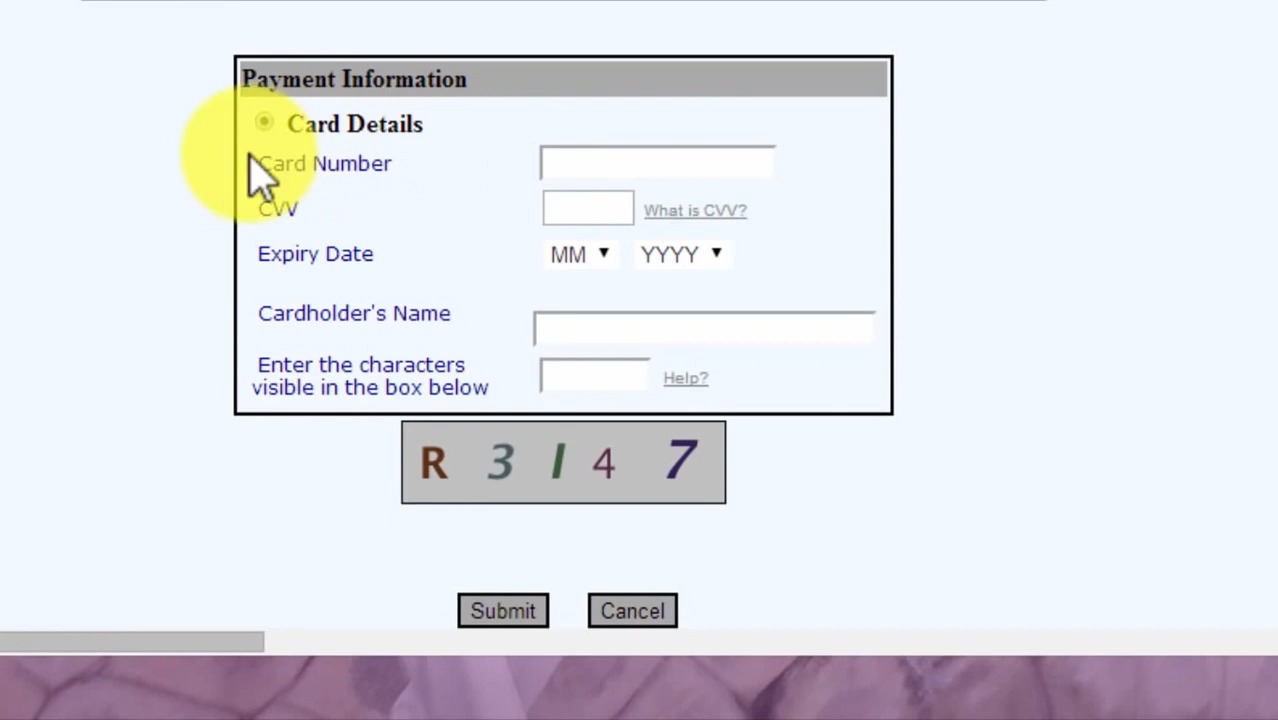 Payment Information
Card Details
Card Number
CVV
What is CVV?
Expiry Date
MM
YYYY
Cardholder's Name
Enter the characters
visible in the box below
Help?
R 3 I 4 7
Submit
Cancel